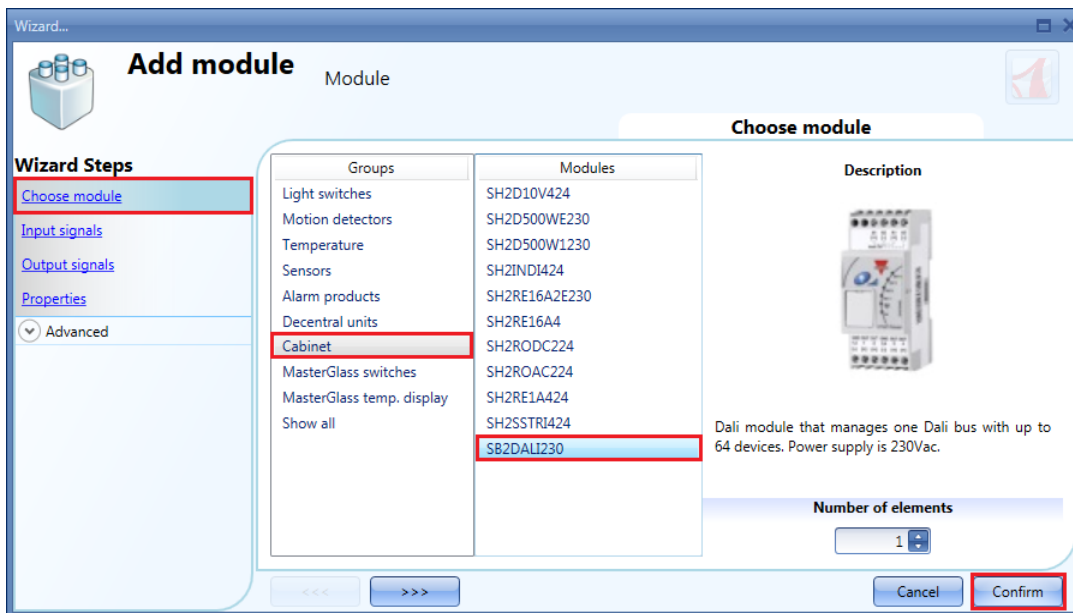 Wizard...
Add module
Module
Choose module
Wizard Steps
Choose module
Input signals
Output signals
Properties
Advanced
Groups
Light switches
Motion detectors
Temperature
Sensors
Alarm products
Decentral units
Cabinet
MasterGlass switches
MasterGlass temp. display
Show all
Modules
SH2D10V424
SH2D500WE230
SH2D500W1230
SH2INDI424
SH2RE16A2E230
SH2RE16A4
SH2RODC224
SH2ROAC224
SH2RE1A424
SH2SSTRI424
SB2DALI230
Description
Dali module that manages one Dali bus with up to
64 devices. Power supply is 230Vac.
Number of elements
1
<<<
>>>
Cancel
Confirm